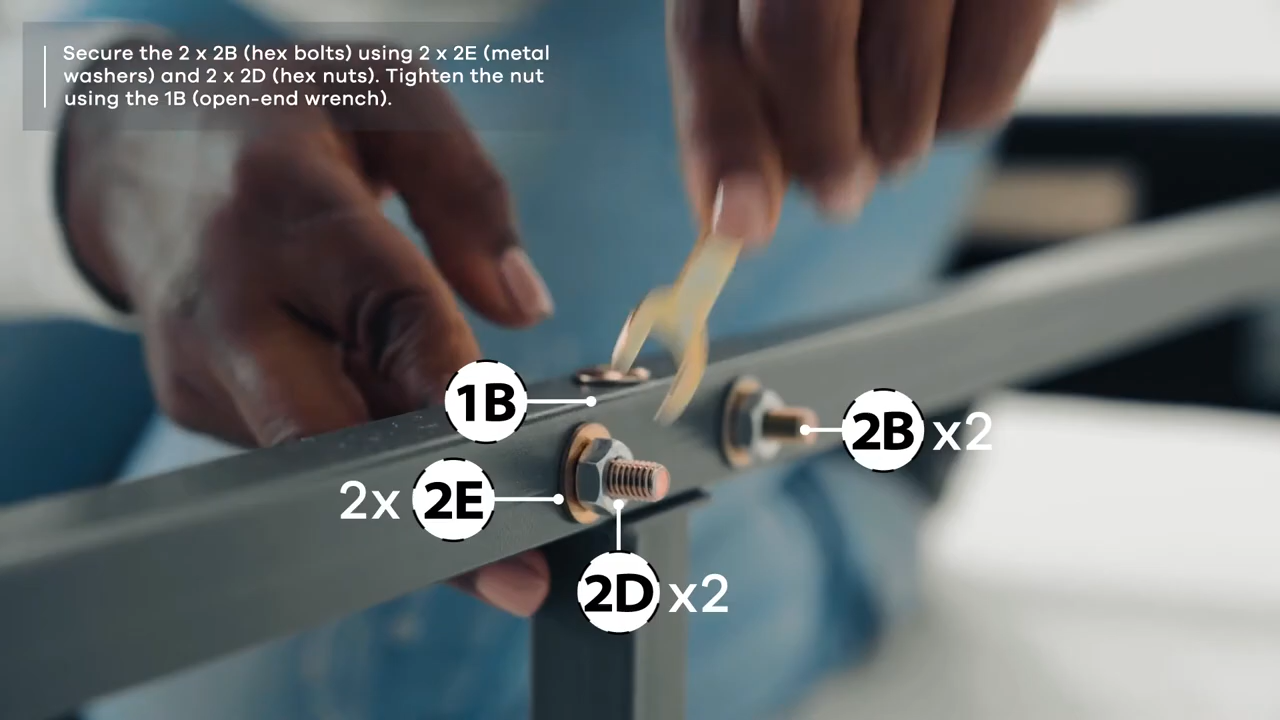 Secure the 2 x 2B (hex bolts) using 2 x 2E (metal
washers) and 2 x 2D (hex nuts). Tighten the nut
using the 1B (open-end wrench).
1B
2B x2
2x 2E
2D x2